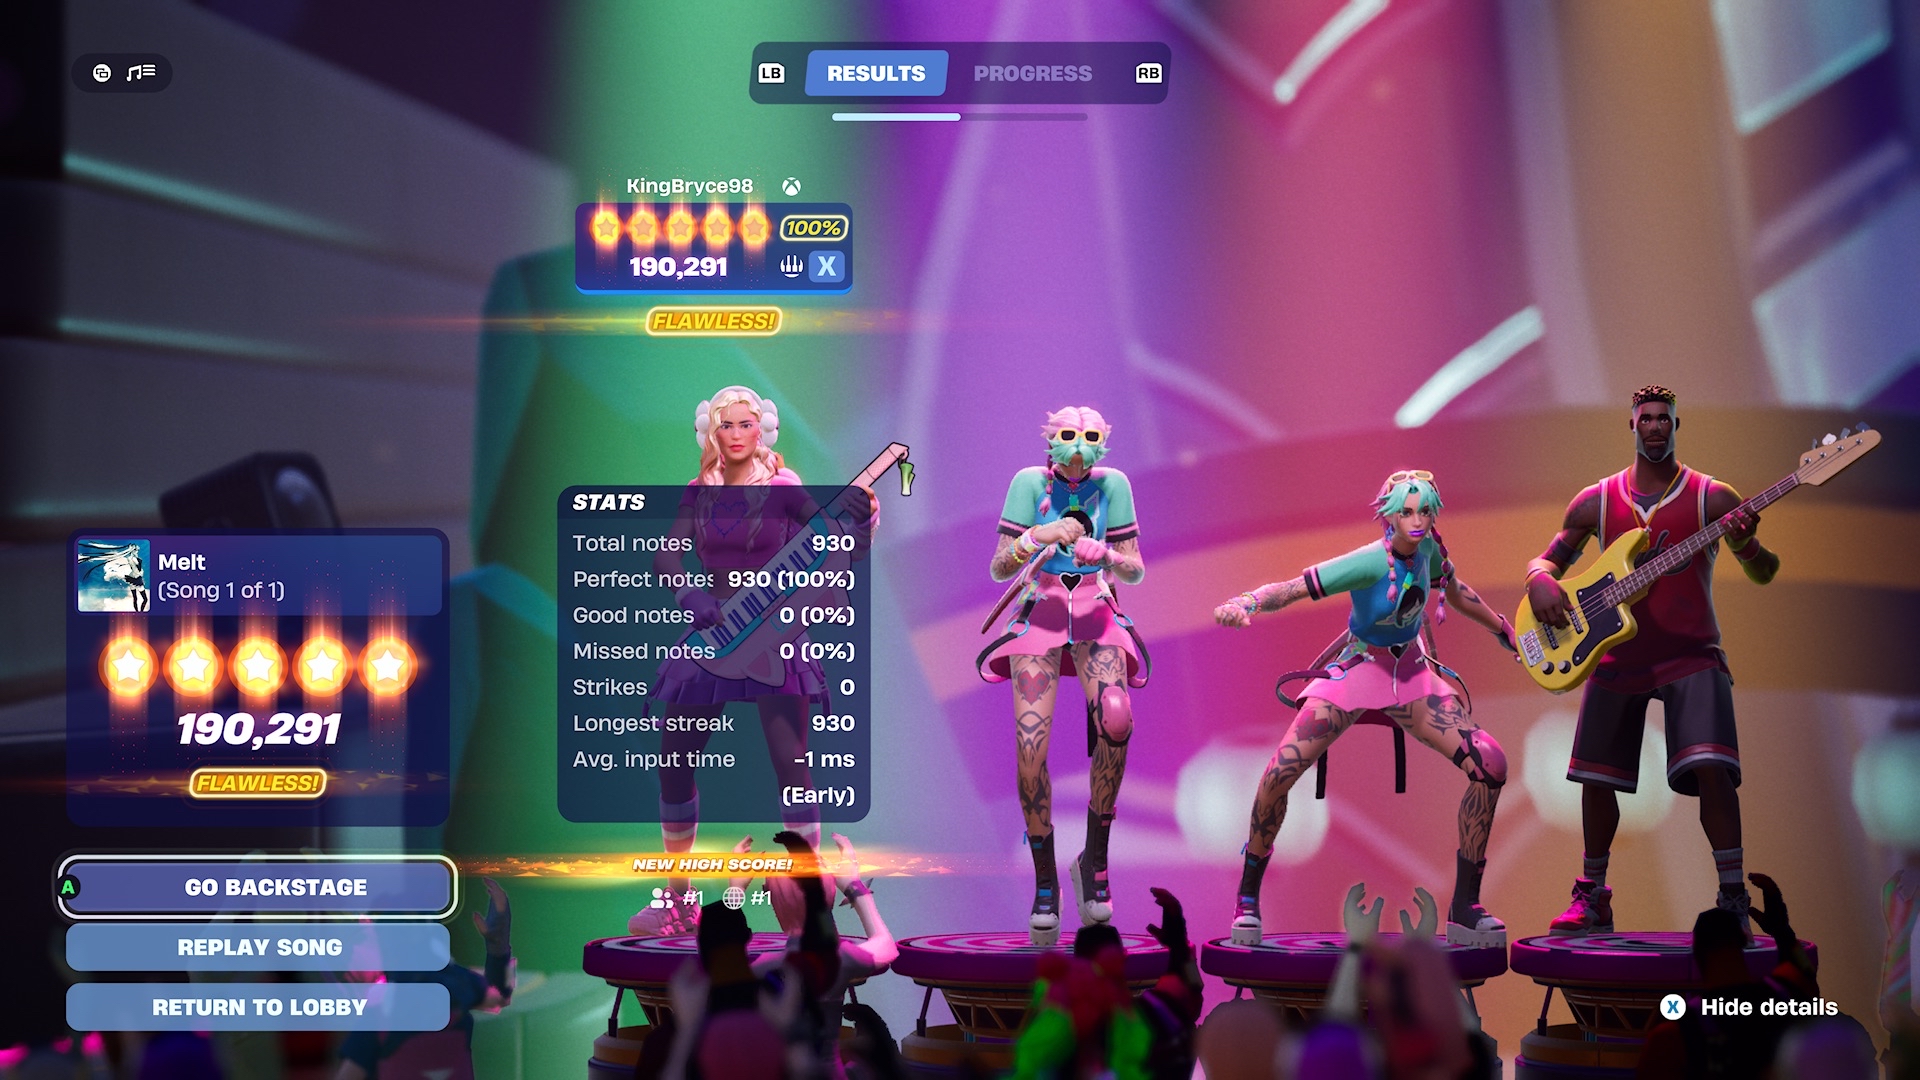 LB RESULTS PROGRESS RB
KingBryce98
100%
190,291 X
FLAWLESS!
STATS
Total notes 930
Perfect notes 930 (100%)
Good notes 0 (0%)
Missed notes 0 (0%)
Strikes 0
Longest streak 930
Avg. input time -1 ms
(Early)
NEW HIGH SCORE!
#1 #1
Melt
(Song 1 of 1)
190,291
FLAWLESS!
A GO BACKSTAGE
REPLAY SONG
RETURN TO LOBBY
X Hide details